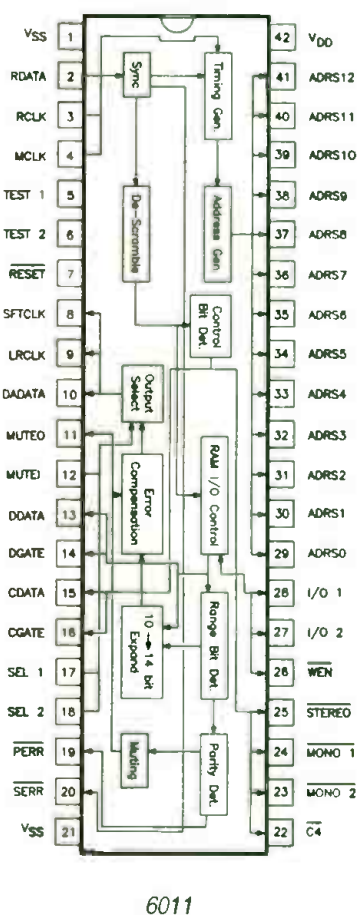 VSS 1 42 VDD
RDATA 2 41 ADRS12
RCLK 3 40 ADRS11
MCLK 4 39 ADRS10
TEST 1 5 38 ADRS9
TEST 2 6 37 ADRS8
RESET 7 36 ADRS7
SFTCLK 8 35 ADRS6
LRCLK 9 34 ADRS5
DADATA 10 33 ADRS4
MUTEO 11 32 ADRS3
MUTEI 12 31 ADRS2
DDATA 13 30 ADRS1
DGATE 14 29 ADRS0
CDATA 15 28 I/O 1
CGATE 16 27 I/O 2
SEL 1 17 26 WEN
SEL 2 18 25 STEREO
PERR 19 24 MONO 1
SERR 20 23 MONO 2
VSS 21 22 C4
Sync
Timing Gen.
De-Scramble
Address Gen
Control
Bit Det.
Output
Select
Error
Compensation
RAM I/O Control
10→14 bit
Expand
Range Bit Det.
Muting
Parity Det.
6011